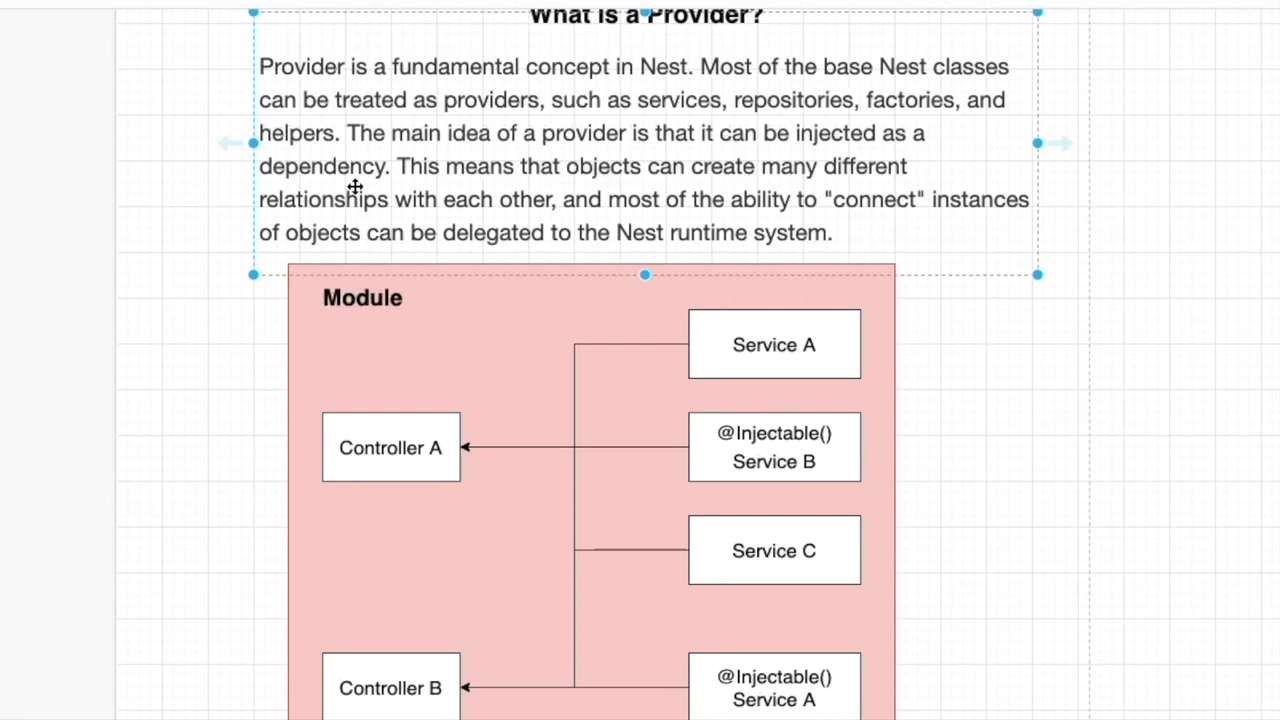 What is a Provider?
Provider is a fundamental concept in Nest. Most of the base Nest classes
can be treated as providers, such as services, repositories, factories, and
helpers. The main idea of a provider is that it can be injected as a
dependency. This means that objects can create many different
relationships with each other, and most of the ability to "connect" instances
of objects can be delegated to the Nest runtime system.
Module
Service A
Controller A
@Injectable()
Service B
Service C
Controller B
@Injectable()
Service A